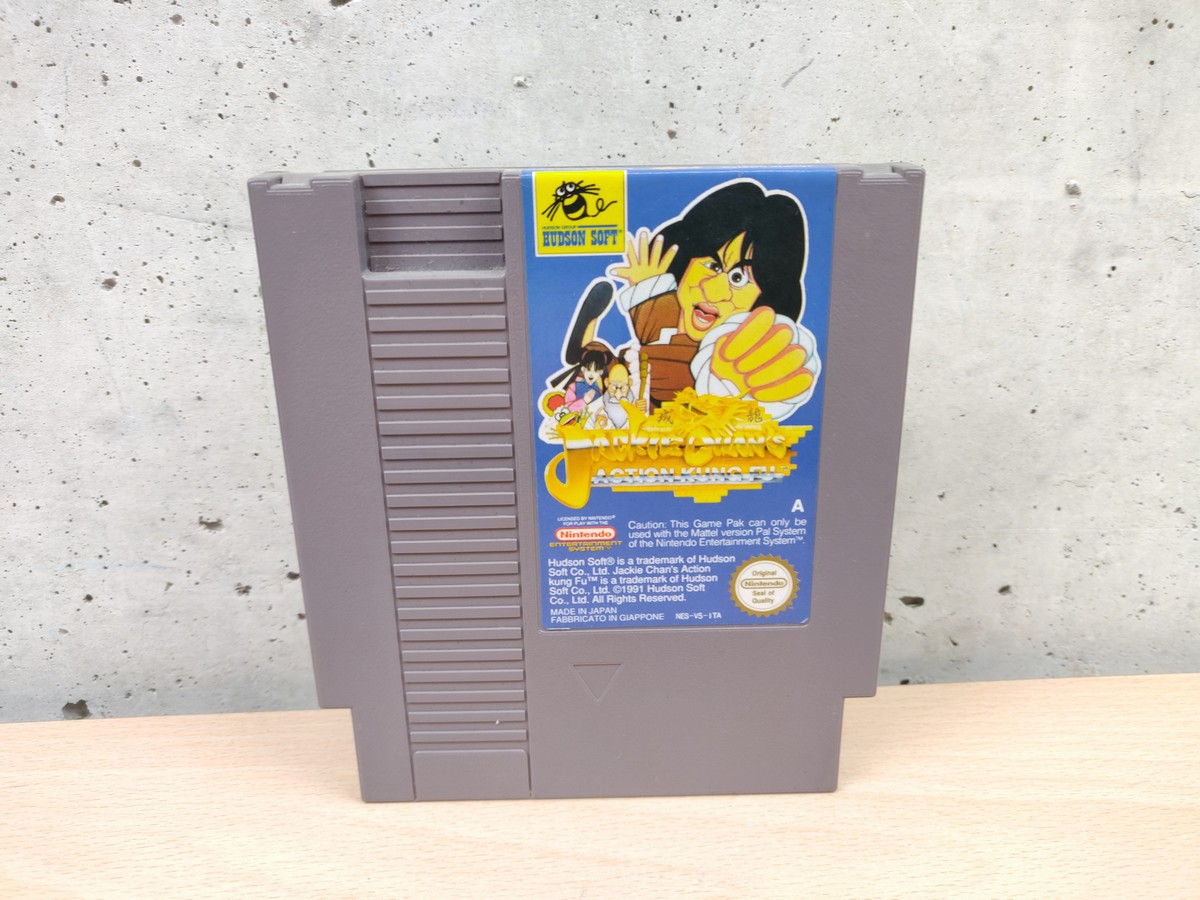 HUDSON GROUP
HUDSON SOFT®
成 龍
JACKIE CHAN'S
ACTION KUNG FU
A
LICENSED BY NINTENDO®
FOR PLAY WITH THE
Nintendo
ENTERTAINMENT
SYSTEM™
Caution: This Game Pak can only be
used with the Mattel version Pal System
of the Nintendo Entertainment System™.
Hudson Soft® is a trademark of Hudson
Soft Co., Ltd. Jackie Chan's Action
kung Fu™ is a trademark of Hudson
Soft Co., Ltd. ©1991 Hudson Soft
Co., Ltd. All Rights Reserved.
MADE IN JAPAN
FABBRICATO IN GIAPPONE
NES-V5-ITA
Original
Nintendo
Seal of
Quality